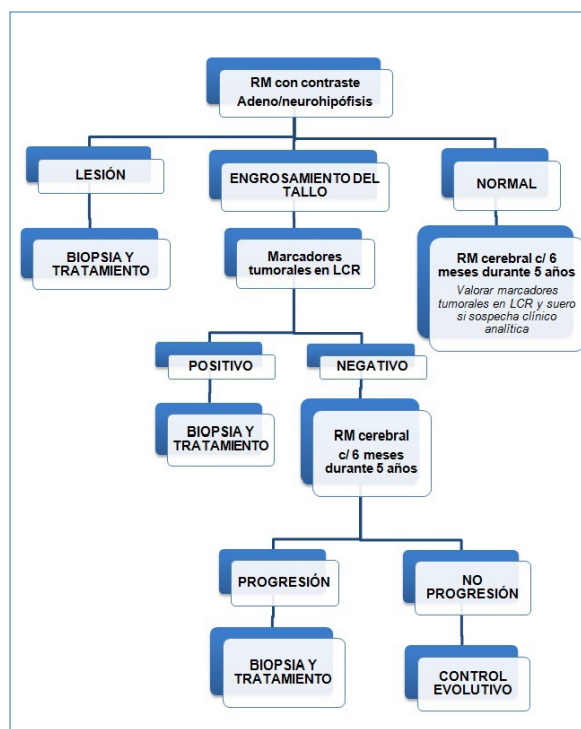 RM con contraste
Adeno/neurohipófisis
LESIÓN
ENGROSAMIENTO DEL
TALLO
NORMAL
BIOPSIA Y
TRATAMIENTO
Marcadores
tumorales en LCR
RM cerebral c/ 6
meses durante 5 años
Valorar marcadores
tumorales en LCR y suero
si sospecha clínico
analítica
POSITIVO
NEGATIVO
BIOPSIA Y
TRATAMIENTO
RM cerebral
c/ 6 meses
durante 5 años
PROGRESIÓN
NO
PROGRESIÓN
BIOPSIA Y
TRATAMIENTO
CONTROL
EVOLUTIVO